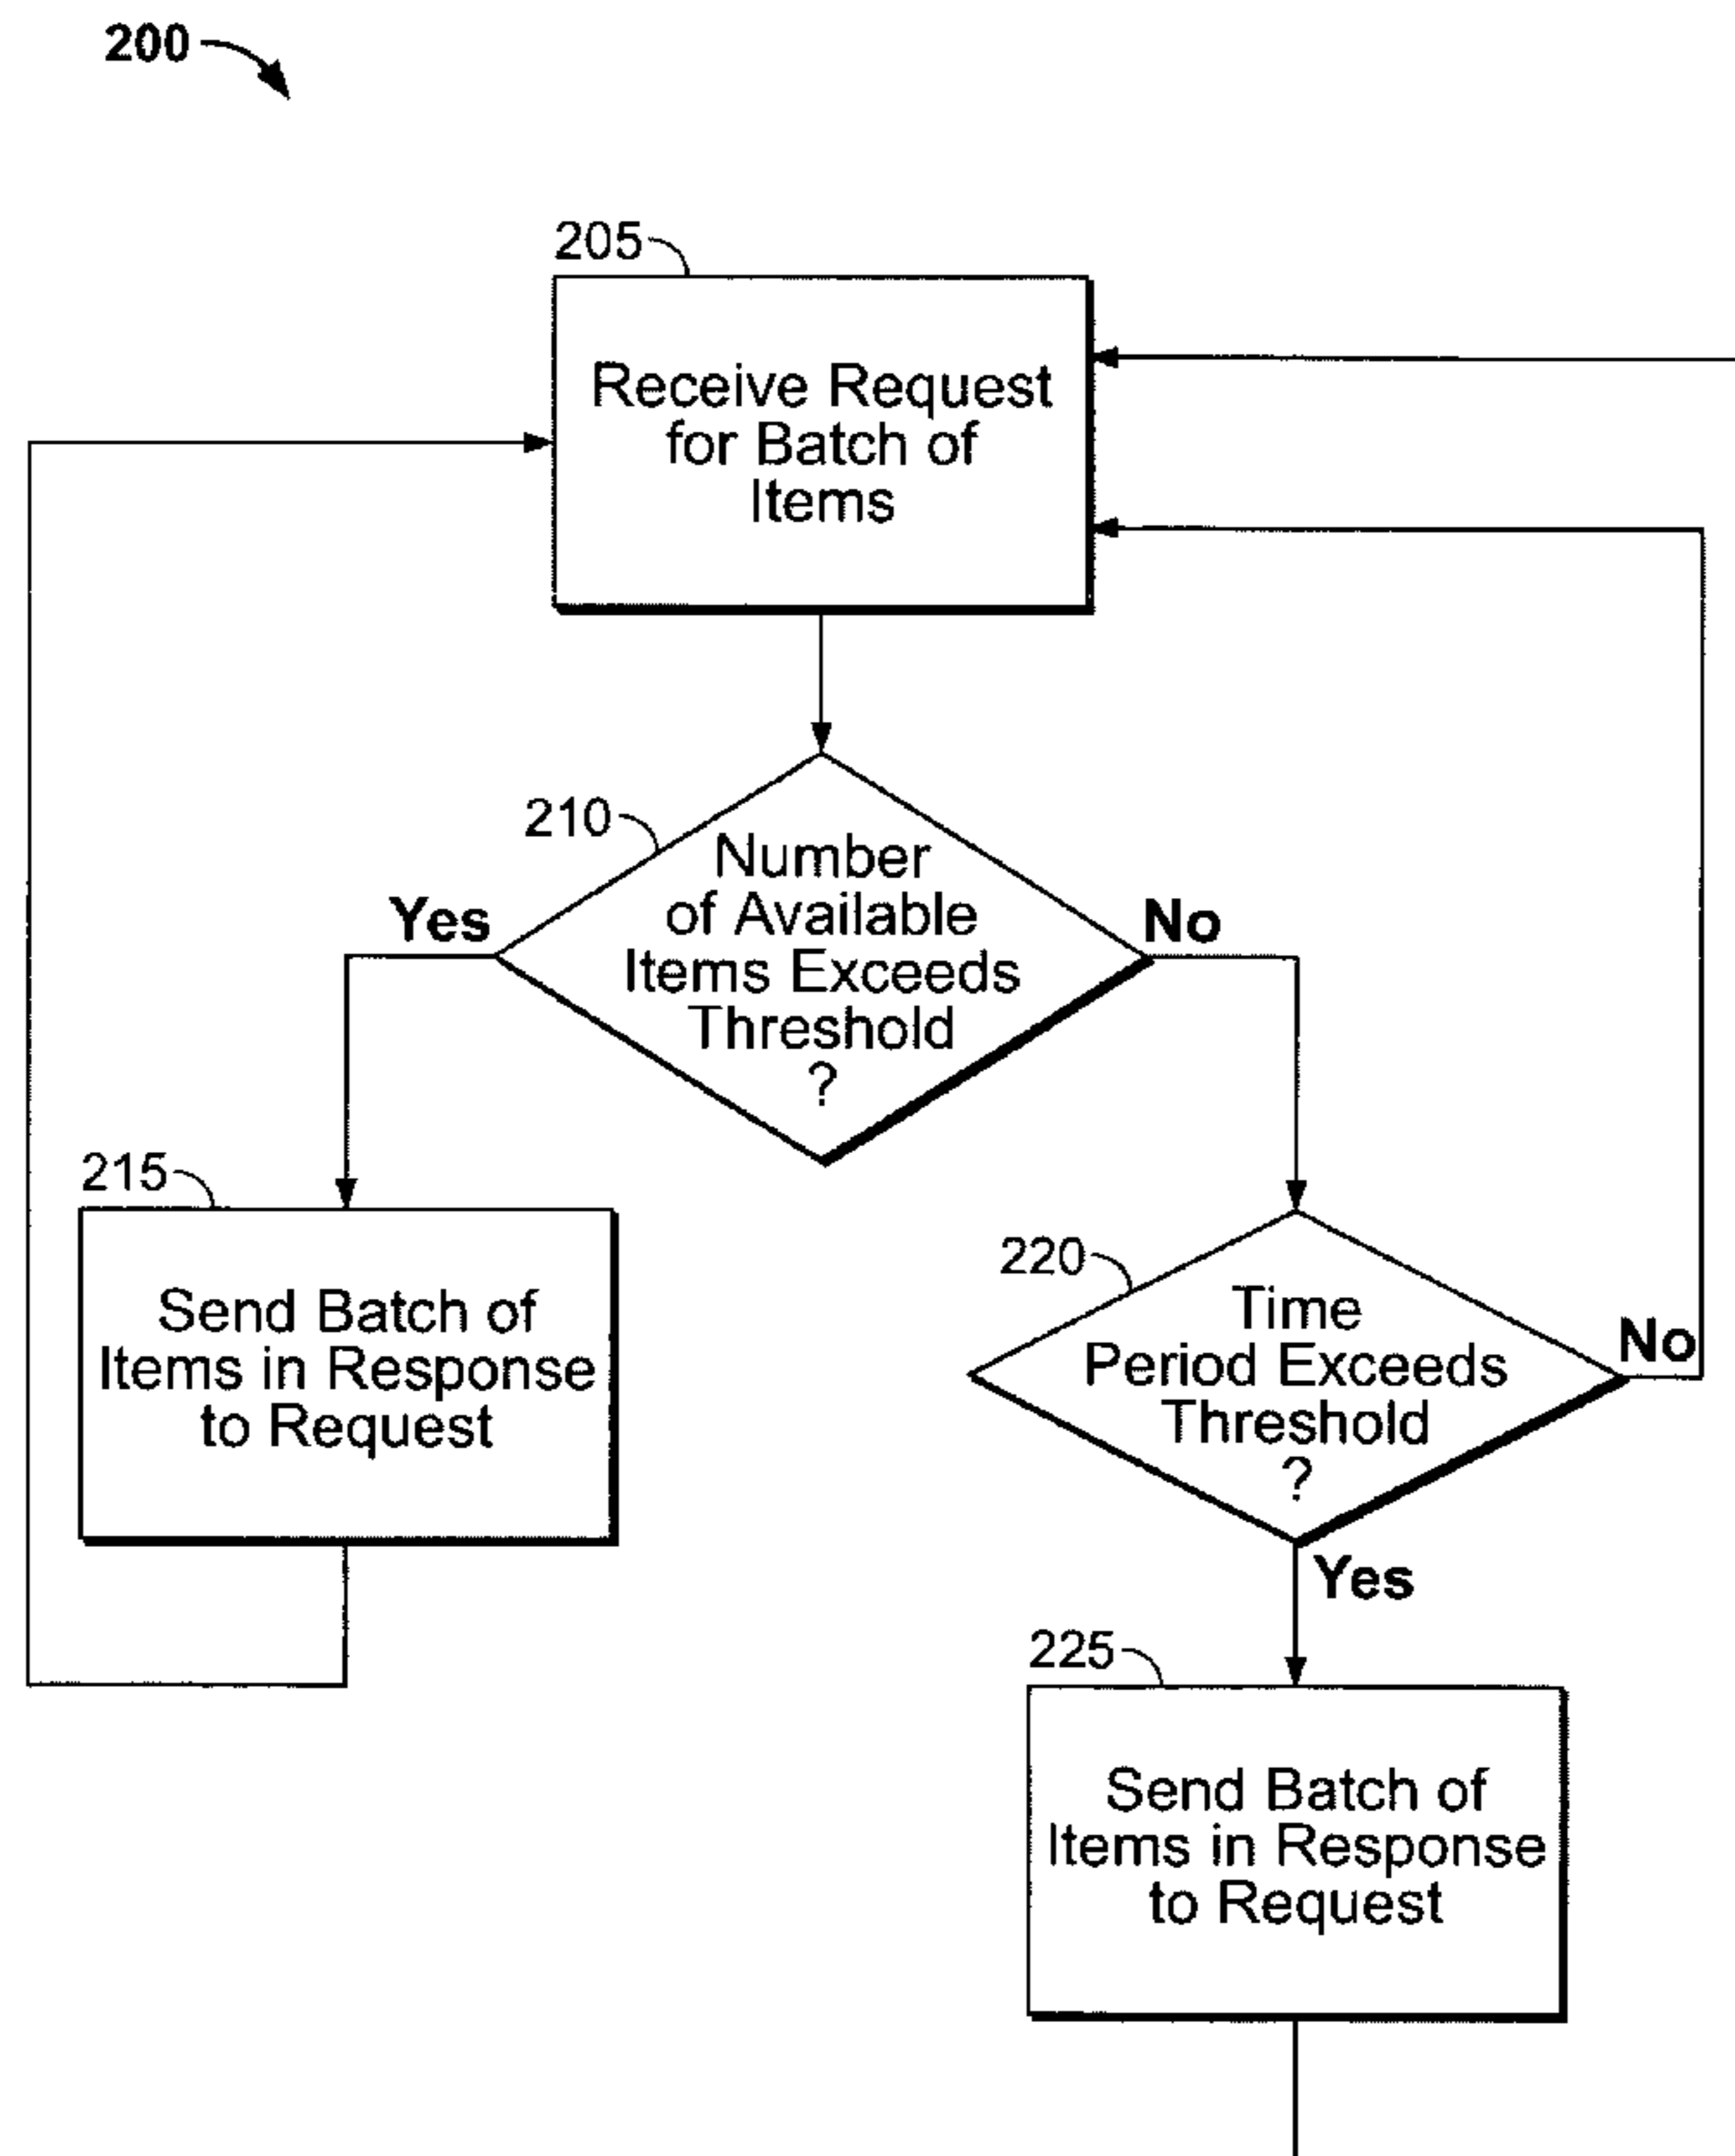 200
205
Receive Request
for Batch of
Items
210
Number
of Available
Items Exceeds
Threshold
?
Yes
No
215
Send Batch of
Items in Response
to Request
220
Time
Period Exceeds
Threshold
?
No
Yes
225
Send Batch of
Items in Response
to Request